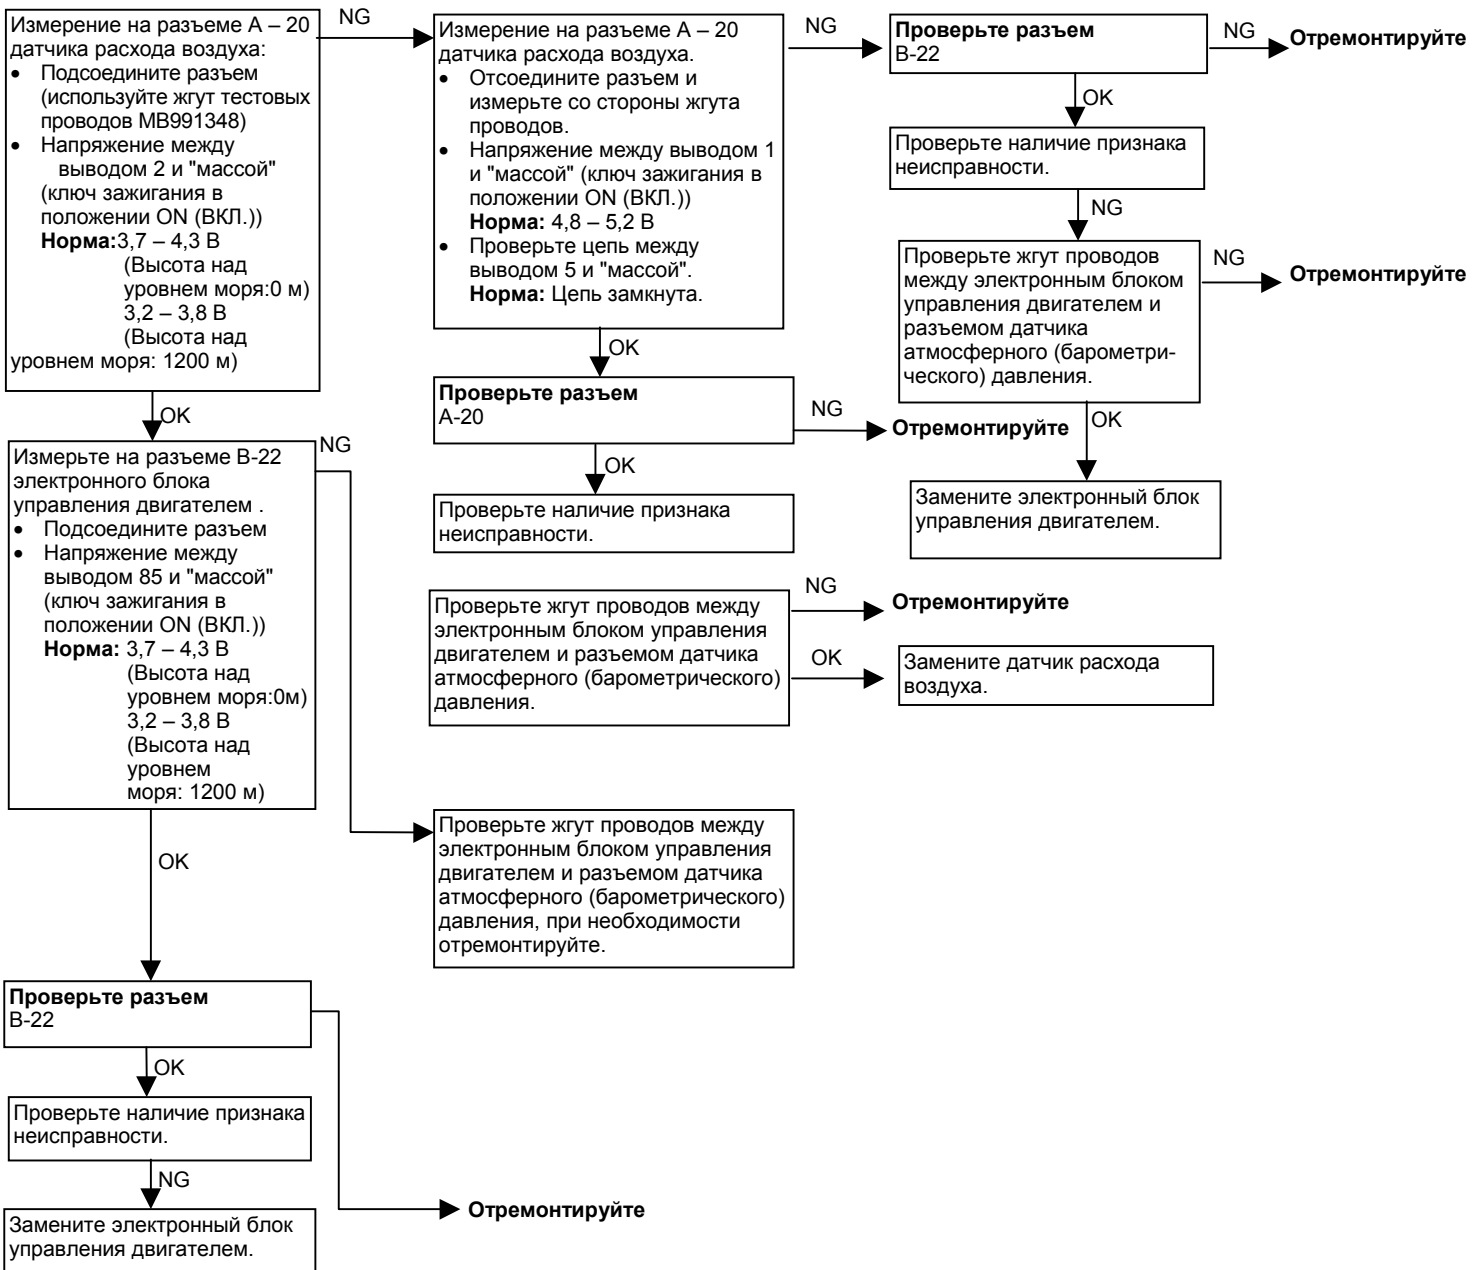 Измерение на разъеме А – 20
датчика расхода воздуха:
• Подсоедините разъем
(используйте жгут тестовых
проводов MB991348)
• Напряжение между
выводом 2 и "массой"
(ключ зажигания в
положении ON (ВКЛ.))
Норма:3,7 – 4,3 В
(Высота над
уровнем моря:0 м)
3,2 – 3,8 В
(Высота над
уровнем моря: 1200 м)
NG
OK
Измерение на разъеме А – 20
датчика расхода воздуха.
• Отсоедините разъем и
измерьте со стороны жгута
проводов.
• Напряжение между выводом 1
и "массой" (ключ зажигания в
положении ON (ВКЛ.))
Норма: 4,8 – 5,2 В
• Проверьте цепь между
выводом 5 и "массой".
Норма: Цепь замкнута.
NG
OK
Проверьте разъем
В-22
NG
Отремонтируйте
OK
Проверьте наличие признака
неисправности.
NG
Проверьте жгут проводов
между электронным блоком
управления двигателем и
разъемом датчика
атмосферного (барометри-
ческого) давления.
NG
Отремонтируйте
OK
Замените электронный блок
управления двигателем.
Проверьте разъем
А-20
NG
Отремонтируйте
OK
Проверьте наличие признака
неисправности.
Проверьте жгут проводов между
электронным блоком управления
двигателем и разъемом датчика
атмосферного (барометрического)
давления.
NG
Отремонтируйте
OK
Замените датчик расхода
воздуха.
Измерьте на разъеме В-22
электронного блока
управления двигателем .
• Подсоедините разъем
• Напряжение между
выводом 85 и "массой"
(ключ зажигания в
положении ON (ВКЛ.))
Норма: 3,7 – 4,3 В
(Высота над
уровнем моря:0м)
3,2 – 3,8 В
(Высота над
уровнем
моря: 1200 м)
NG
OK
Проверьте жгут проводов между
электронным блоком управления
двигателем и разъемом датчика
атмосферного (барометрического)
давления, при необходимости
отремонтируйте.
Проверьте разъем
В-22
OK
Проверьте наличие признака
неисправности.
NG
Отремонтируйте
Замените электронный блок
управления двигателем.